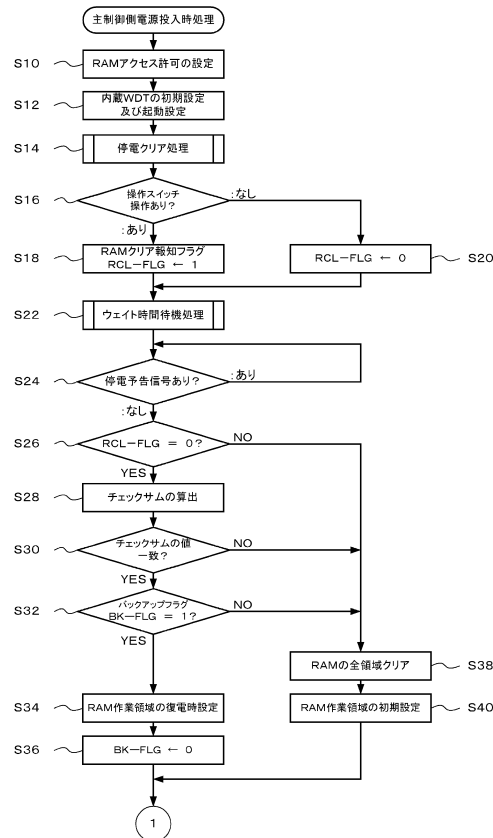 主制御側電源投入時処理
S10
RAMアクセス許可の設定
S12
内蔵WDTの初期設定
及び起動設定
S14
停電クリア処理
S16
操作スイッチ
操作あり?
:なし
:あり
S18
RAMクリア報知フラグ
RCL-FLG ← 1
RCL-FLG ← 0
S20
S22
ウェイト時間待機処理
S24
停電予告信号あり?
:あり
:なし
S26
RCL-FLG = 0?
NO
YES
S28
チェックサムの算出
S30
チェックサムの値
一致?
NO
YES
S32
バックアップフラグ
BK-FLG = 1?
NO
YES
RAMの全領域クリア
S38
S34
RAM作業領域の復電時設定
RAM作業領域の初期設定
S40
S36
BK-FLG ← 0
1